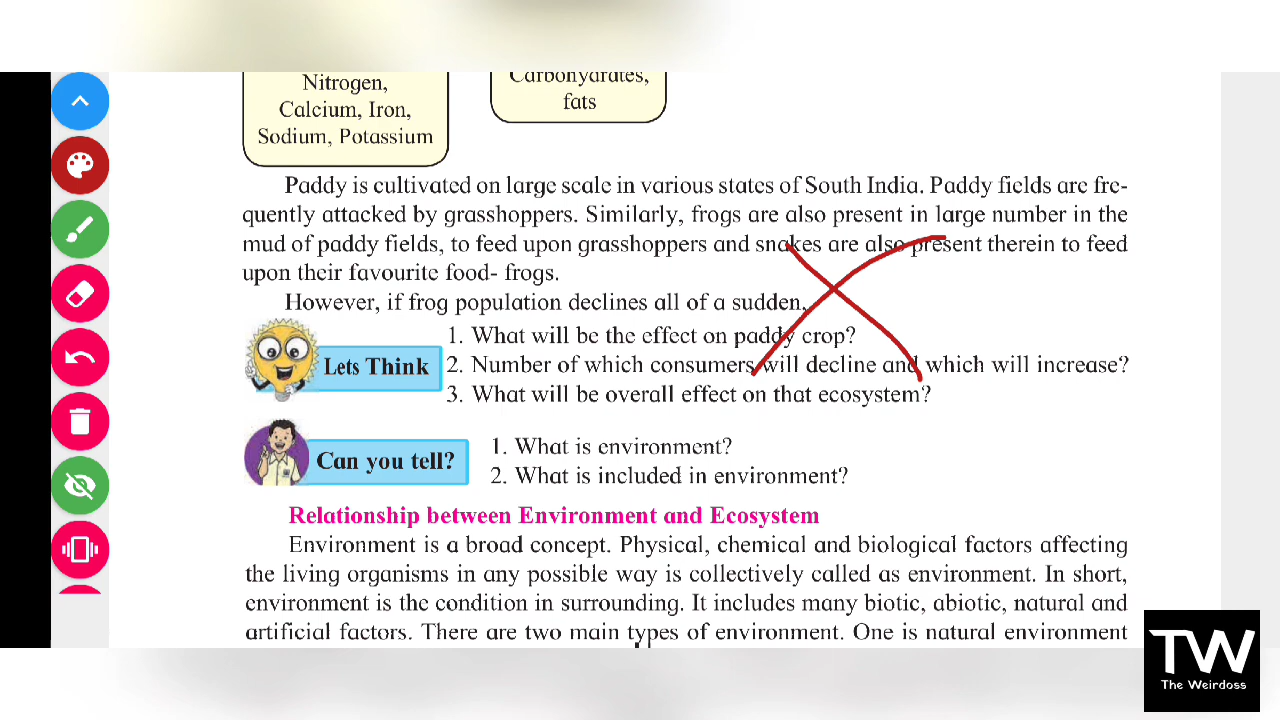 Nitrogen,
Carbohydrates,
Calcium, Iron,
fats
Sodium, Potassium
Paddy is cultivated on large scale in various states of South India. Paddy fields are fre-
quently attacked by grasshoppers. Similarly, frogs are also present in large number in the
mud of paddy fields, to feed upon grasshoppers and snakes are also present therein to feed
upon their favourite food- frogs.
However, if frog population declines all of a sudden,
1. What will be the effect on paddy crop?
Lets Think
2. Number of which consumers will decline and which will increase?
3. What will be overall effect on that ecosystem?
Can you tell?
1. What is environment?
2. What is included in environment?
Relationship between Environment and Ecosystem
Environment is a broad concept. Physical, chemical and biological factors affecting
the living organisms in any possible way is collectively called as environment. In short,
environment is the condition in surrounding. It includes many biotic, abiotic, natural and
artificial factors. There are two main types of environment. One is natural environment
TW
The Weirdoss